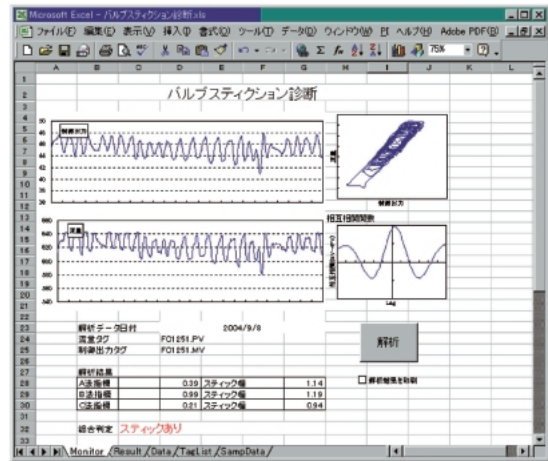 Microsoft Excel - バルブスティクション診断.xls
ファイル(F) 編集(E) 表示(V) 挿入(I) 書式(O) ツール(T) データ(D) ウィンドウ(W) ヘルプ(H) Adobe PDF(B)
75%
A B C D E F G H I J K L
バルブスティクション診断
制御出力
流量
制御出力
相互相関関数
流量
Lag
解析データ日付 2004/9/8
流量タグ FC1251.PV
制御出力タグ FC1251.MV
解析
解析結果
解析結果を印刷
A法指標 0.39 スティック幅 1.14
B法指標 0.99 スティック幅 1.19
C法指標 0.21 スティック幅 0.94
総合判定 スティックあり
Monitor / Result / Data / TagList / SampData /